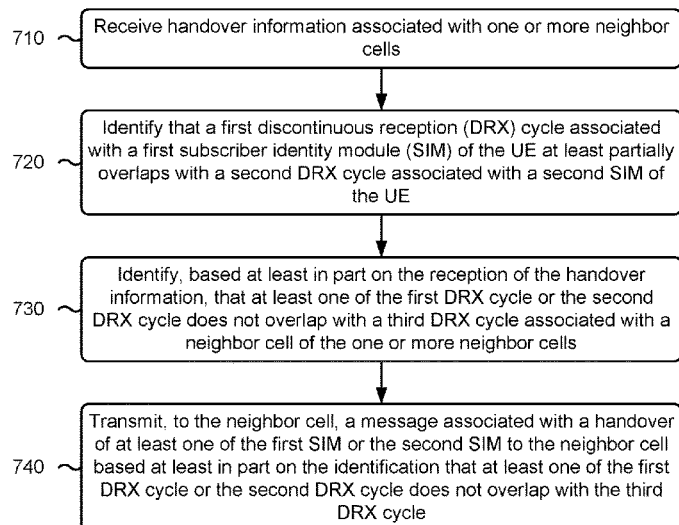 710
Receive handover information associated with one or more neighbor
cells
720
Identify that a first discontinuous reception (DRX) cycle associated
with a first subscriber identity module (SIM) of the UE at least partially
overlaps with a second DRX cycle associated with a second SIM of
the UE
730
Identify, based at least in part on the reception of the handover
information, that at least one of the first DRX cycle or the second
DRX cycle does not overlap with a third DRX cycle associated with a
neighbor cell of the one or more neighbor cells
740
Transmit, to the neighbor cell, a message associated with a handover
of at least one of the first SIM or the second SIM to the neighbor cell
based at least in part on the identification that at least one of the first
DRX cycle or the second DRX cycle does not overlap with the third
DRX cycle